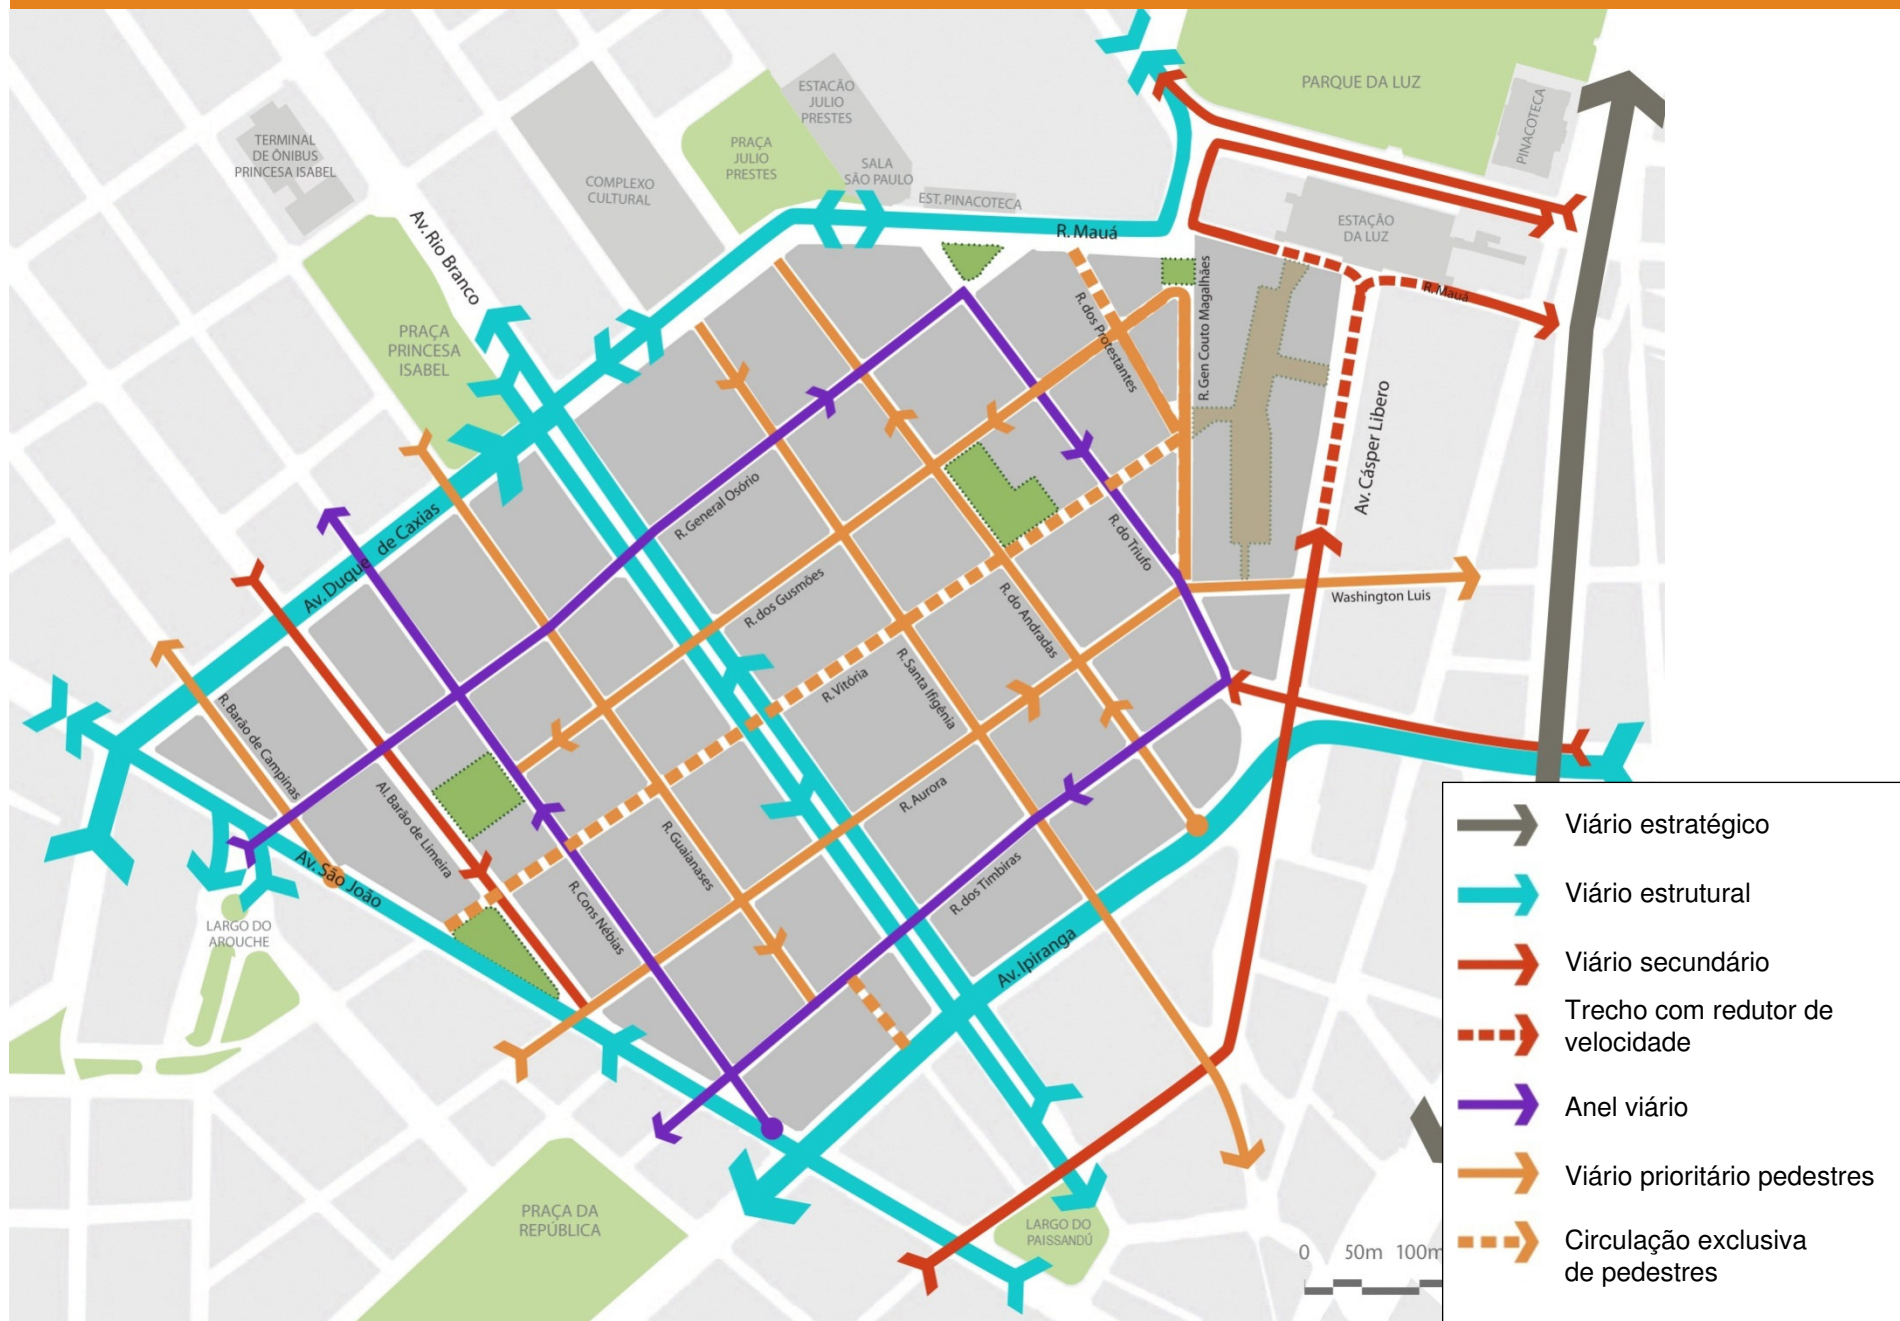 PARQUE DA LUZ
PINACOTECA
ESTACÃO
JULIO
PRESTES
TERMINAL
DE ÔNIBUS
PRINCESA ISABEL
PRAÇA
JULIO
PRESTES
SALA
SÃO PAULO
COMPLEXO
CULTURAL
EST. PINACOTECA
ESTAÇÃO
DA LUZ
Av. Rio Branco
R. Mauá
R. Mauá
R. dos Protestantes
R. Gen Couto Magalhães
PRAÇA
PRINCESA
ISABEL
Av. Cásper Libero
R. General Osório
Av. Duque de Caxias
R. do Triufo
R. dos Gusmões
R. do Andradas
Washington Luis
R. Vitória
R. Santa Ifigênia
R. Barão de Campinas
Al. Barão de Limeira
R. Aurora
R. Guaianases
R. dos Timbiras
Av. São João
R. Cons Nébias
LARGO DO
AROUCHE
Av. Ipiranga
PRAÇA DA
REPÚBLICA
LARGO DO
PAISSANDÚ
0 50m 100m
Viário estratégico
Viário estrutural
Viário secundário
Trecho com redutor de
velocidade
Anel viário
Viário prioritário pedestres
Circulação exclusiva
de pedestres